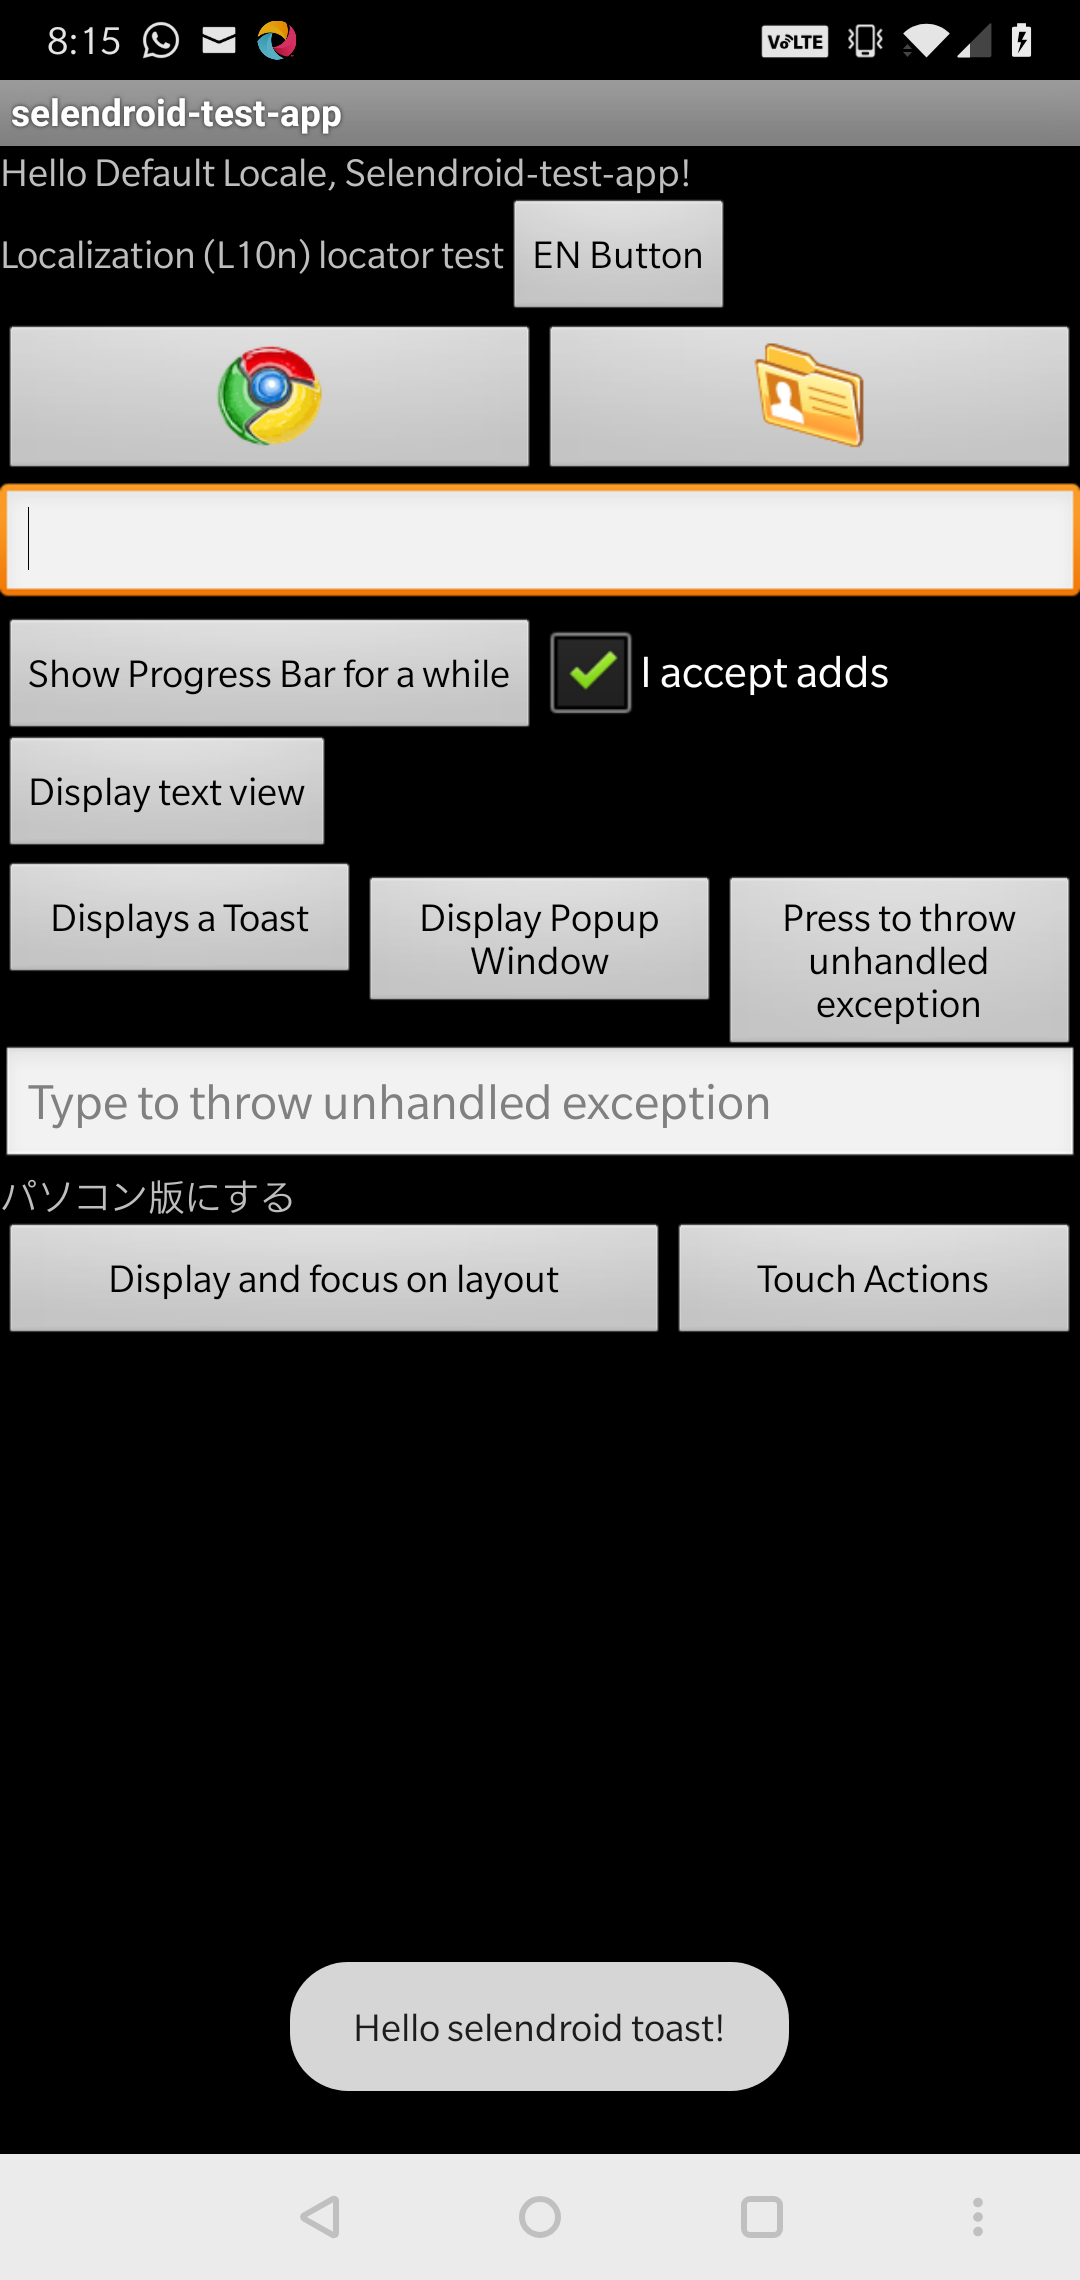 8:15
VoLTE
selendroid-test-app
Hello Default Locale, Selendroid-test-app!
Localization (L10n) locator test
EN Button
Show Progress Bar for a while
I accept adds
Display text view
Displays a Toast
Display Popup
Window
Press to throw
unhandled
exception
Type to throw unhandled exception
パソコン版にする
Display and focus on layout
Touch Actions
Hello selendroid toast!